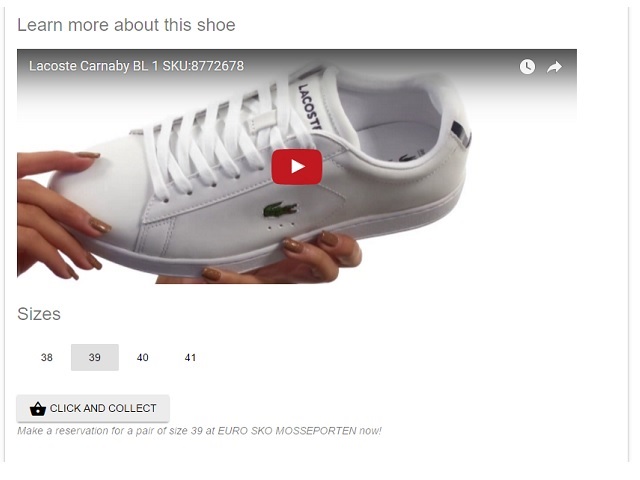 Learn more about this shoe
Lacoste Carnaby BL 1 SKU:8772678
LACOSTE
Sizes
38 39 40 41
CLICK AND COLLECT
Make a reservation for a pair of size 39 at EURO SKO MOSSEPORTEN now!